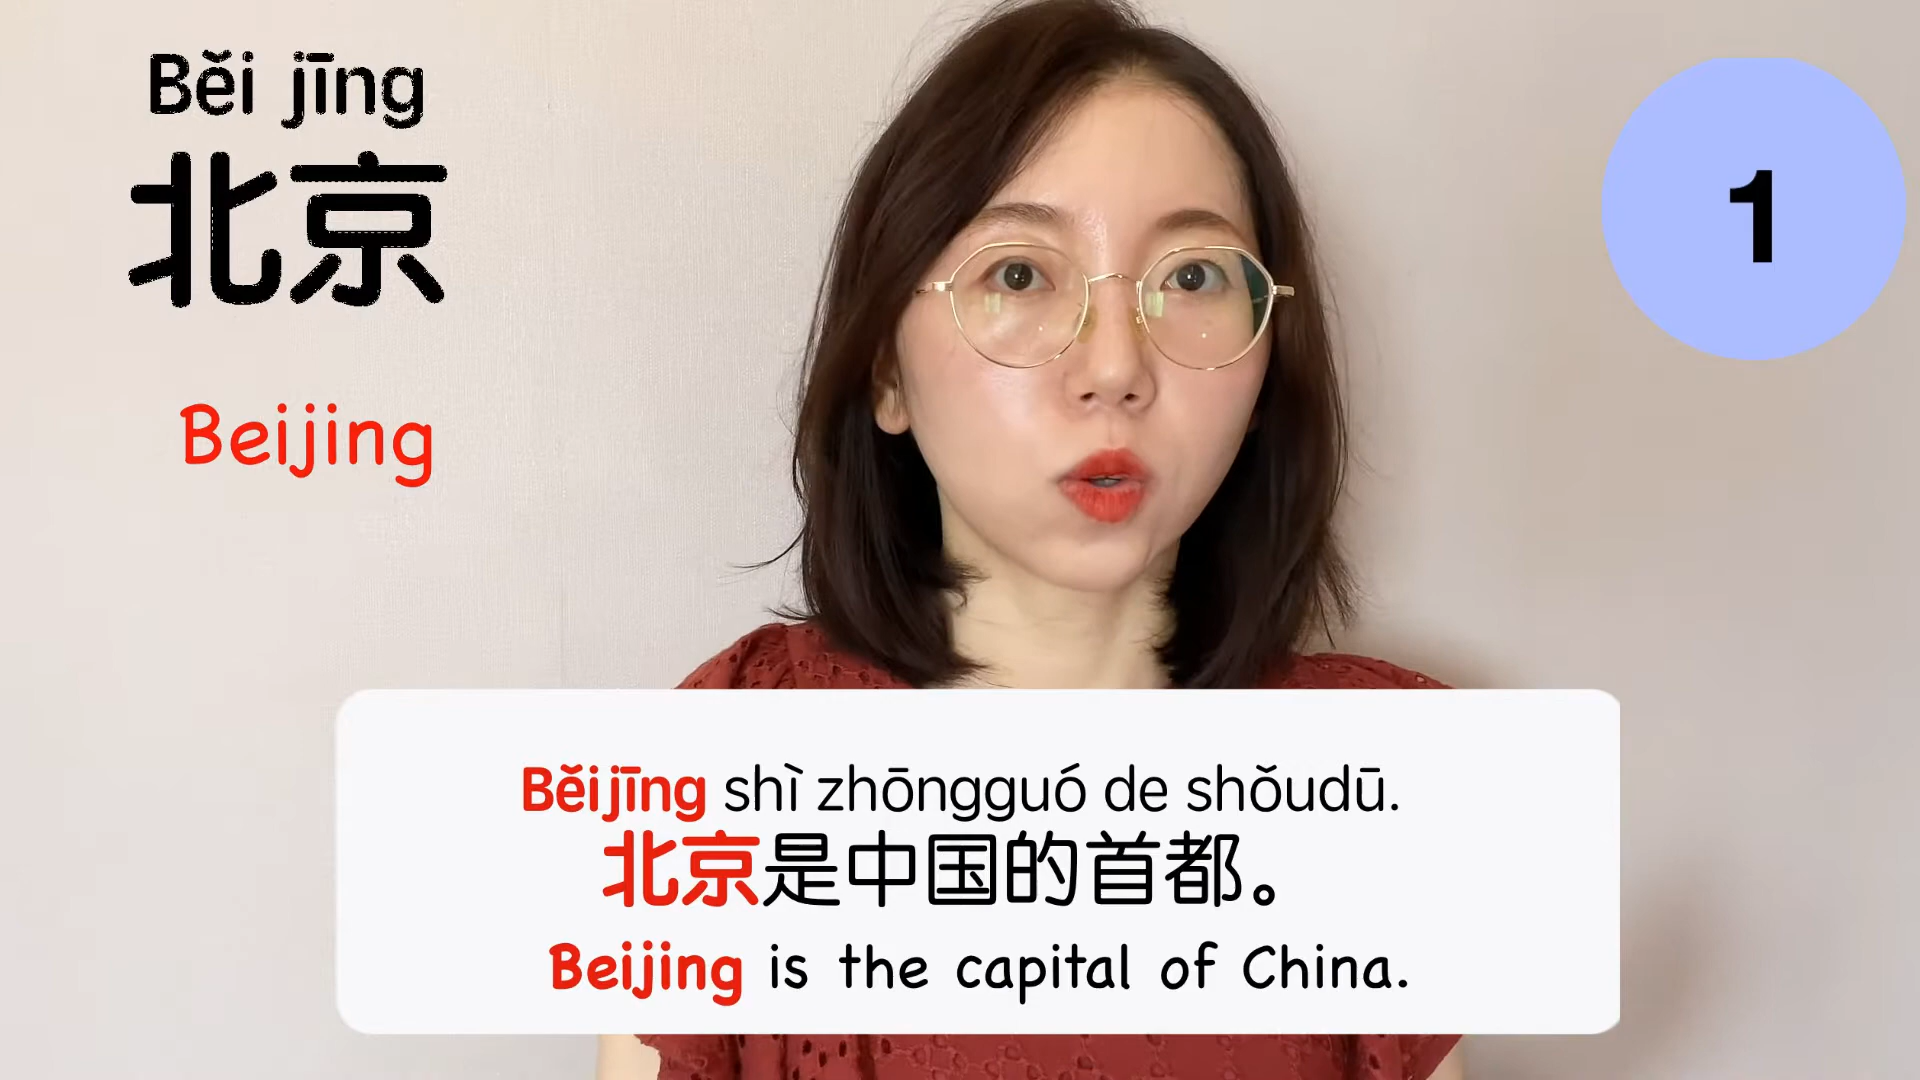 Běi jīng
北京
Beijing
1
Běijīng shì zhōngguó de shǒudū.
北京是中国的首都。
Beijing is the capital of China.